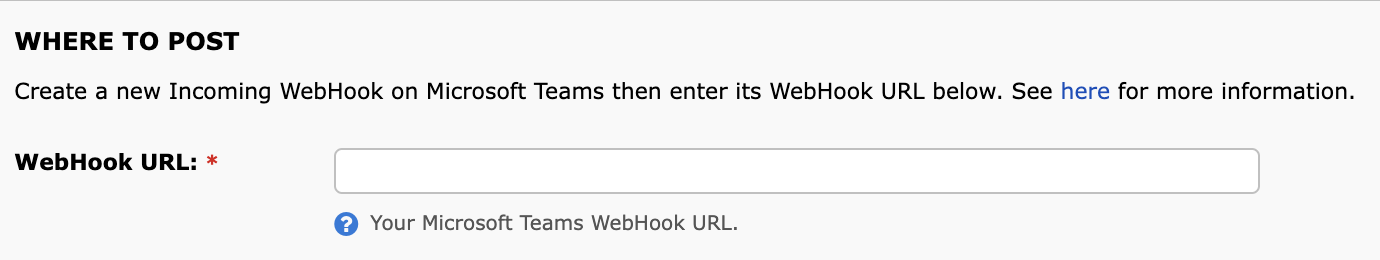 WHERE TO POST
Create a new Incoming WebHook on Microsoft Teams then enter its WebHook URL below. See here for more information.
WebHook URL: *
? Your Microsoft Teams WebHook URL.